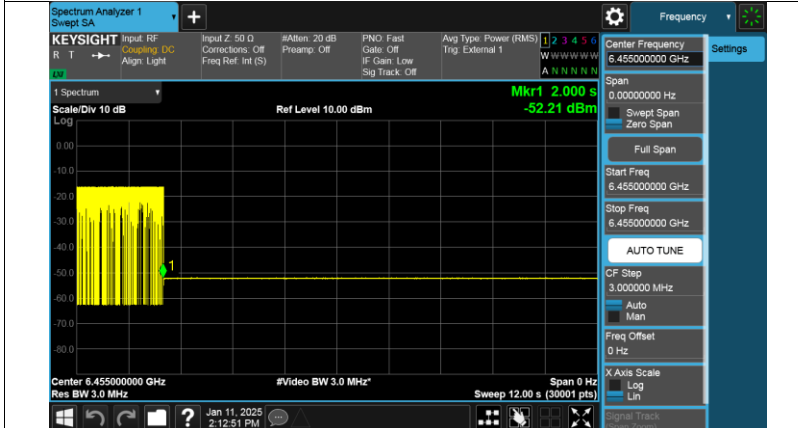 Spectrum Analyzer 1
Swept SA
Frequency
KEYSIGHT
R T
Input: RF
Coupling: DC
Align: Light
Input Z: 50 Ω
Corrections: Off
Freq Ref: Int (S)
#Atten: 20 dB
Preamp: Off
PNO: Fast
Gate: Off
IF Gain: Low
Sig Track: Off
Avg Type: Power (RMS)
Trig: External 1
1 2 3 4 5 6
W W W W W W
A N N N N N
1 Spectrum
Mkr1 2.000 s
-52.21 dBm
Scale/Div 10 dB
Ref Level 10.00 dBm
Log
0.00
-10.0
-20.0
-30.0
-40.0
-50.0
-60.0
-70.0
-80.0
1
Center 6.455000000 GHz
#Video BW 3.0 MHz*
Span 0 Hz
Res BW 3.0 MHz
Sweep 12.00 s (30001 pts)
Jan 11, 2025
2:12:51 PM
Settings
Center Frequency
6.455000000 GHz
Span
0.00000000 Hz
Swept Span
Zero Span
Full Span
Start Freq
6.455000000 GHz
Stop Freq
6.455000000 GHz
AUTO TUNE
CF Step
3.000000 MHz
Auto
Man
Freq Offset
0 Hz
X Axis Scale
Log
Lin
Signal Track
(Span Zoom)